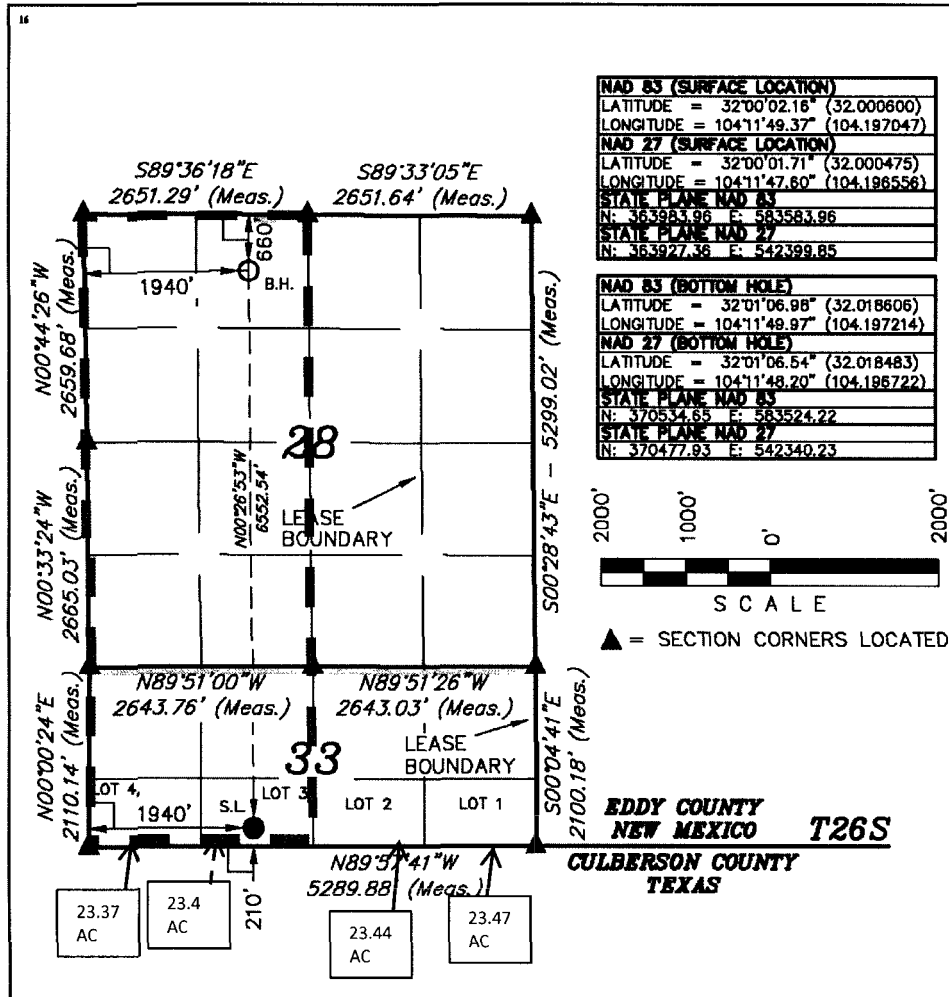 16
NAD 83 (SURFACE LOCATION)
LATITUDE = 32°00'02.16" (32.000600)
LONGITUDE = 104°11'49.37" (104.197047)
NAD 27 (SURFACE LOCATION)
LATITUDE = 32°00'01.71" (32.000475)
LONGITUDE = 104°11'47.60" (104.196556)
STATE PLANE NAD 83
N: 363983.96 E: 583583.96
STATE PLANE NAD 27
N: 363927.36 E: 542399.85
NAD 83 (BOTTOM HOLE)
LATITUDE = 32°01'06.98" (32.018606)
LONGITUDE = 104°11'49.97" (104.197214)
NAD 27 (BOTTOM HOLE)
LATITUDE = 32°01'06.54" (32.018483)
LONGITUDE = 104°11'48.20" (104.196722)
STATE PLANE NAD 83
N: 370534.65 E: 583524.22
STATE PLANE NAD 27
N: 370477.93 E: 542340.23
2000'
1000'
0'
2000'
SCALE
▲ = SECTION CORNERS LOCATED
S89°36'18"E
2651.29' (Meas.)
S89°33'05"E
2651.64' (Meas.)
660'
1940'
B.H.
N00°44'26"W
2659.68' (Meas.)
28
N00°26'53"W
6552.54'
LEASE
BOUNDARY
S00°28'43"E - 5299.02' (Meas.)
N00°33'24"W
2665.03' (Meas.)
N89°51'00"W
2643.76' (Meas.)
N89°51'26"W
2643.03' (Meas.)
N00°00'24"E
2110.14' (Meas.)
33
LEASE
BOUNDARY
S00°04'41"E
2100.18' (Meas.)
LOT 4,
LOT 3
LOT 2
LOT 1
1940'
S.L.
EDDY COUNTY
NEW MEXICO
T26S
CULBERSON COUNTY
TEXAS
N89°57'41"W
5289.88' (Meas.)
210'
23.37
AC
23.4
AC
23.44
AC
23.47
AC